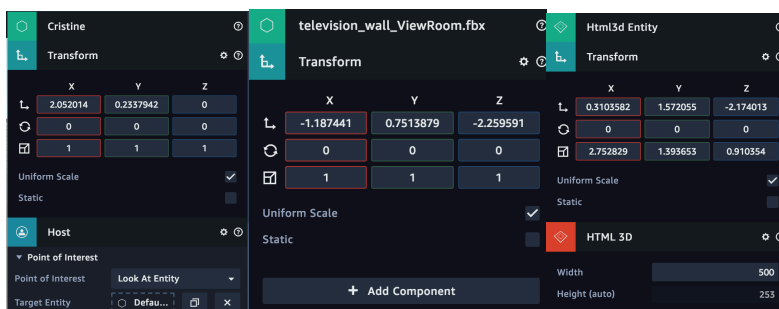 Cristine
Transform
X Y Z
2.052014 0.2337942 0
0 0 0
1 1 1
Uniform Scale
Static
Host
Point of Interest
Point of Interest Look At Entity
Target Entity Defau...
television_wall_ViewRoom.fbx
Transform
X Y Z
-1.187441 0.7513879 -2.259591
0 0 0
1 1 1
Uniform Scale
Static
+ Add Component
Html3d Entity
Transform
X Y Z
0.3103582 1.572055 -2.174013
0 0 0
2.752829 1.393653 0.910354
Uniform Scale
Static
HTML 3D
Width 500
Height (auto) 253